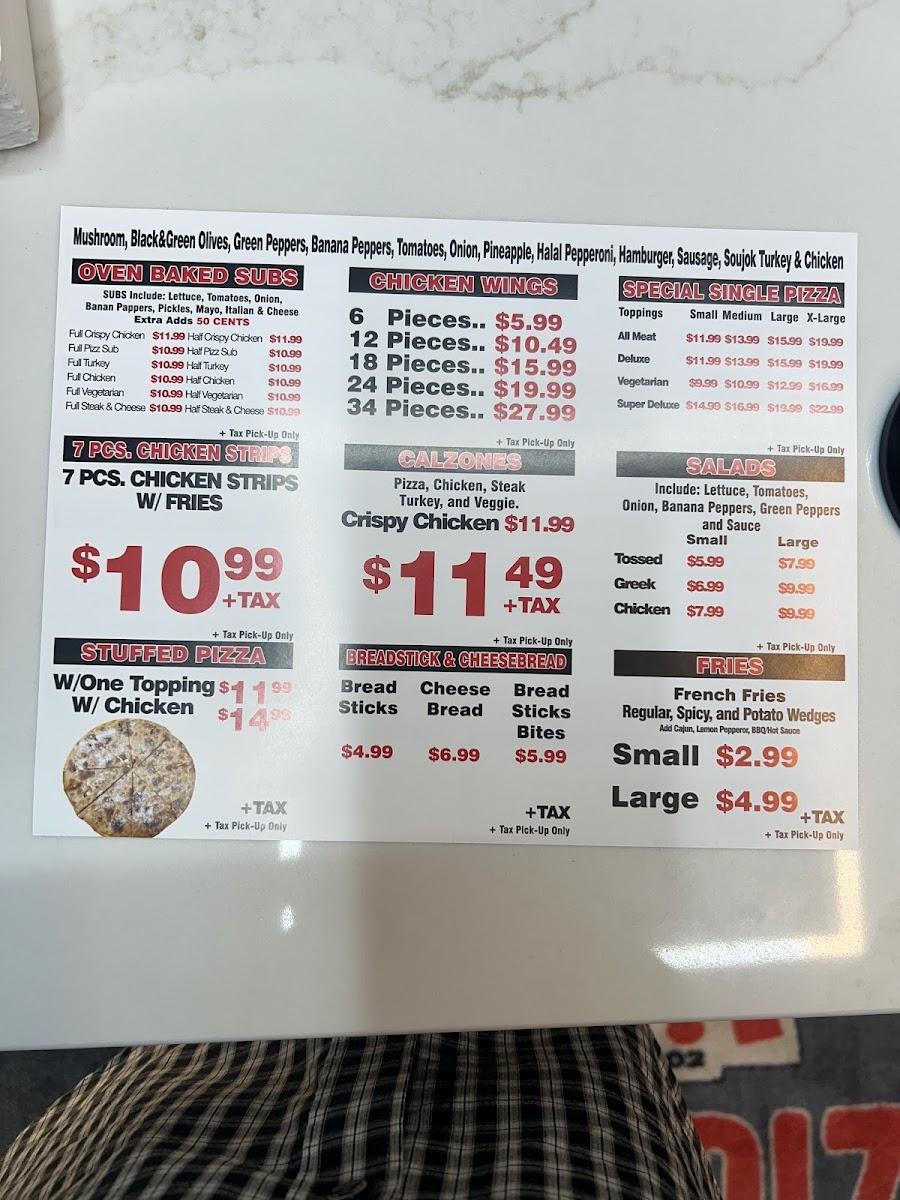 Mushroom, Black&Green Olives, Green Peppers, Banana Peppers, Tomatoes, Onion, Pineapple, Halal Pepperoni, Hamburger, Sausage, Soujok Turkey & Chicken
OVEN BAKED SUBS
SUBS Include: Lettuce, Tomatoes, Onion,
Banan Pappers, Pickles, Mayo, Italian & Cheese
Extra Adds 50 CENTS
Full Crispy Chicken $11.99 Half Crispy Chicken $11.99
Full Pizz Sub $10.99 Half Pizz Sub $10.99
Full Turkey $10.99 Half Turkey $10.99
Full Chicken $10.99 Half Chicken $10.99
Full Vegetarian $10.99 Half Vegetarian $10.99
Full Steak & Cheese $10.99 Half Steak & Cheese $10.99
+ Tax Pick-Up Only
CHICKEN WINGS
6 Pieces.. $5.99
12 Pieces.. $10.49
18 Pieces.. $15.99
24 Pieces.. $19.99
34 Pieces.. $27.99
+ Tax Pick-Up Only
SPECIAL SINGLE PIZZA
Toppings Small Medium Large X-Large
All Meat $11.99 $13.99 $15.99 $19.99
Deluxe $11.99 $13.99 $15.99 $19.99
Vegetarian $9.99 $10.99 $12.99 $16.99
Super Deluxe $14.99 $16.99 $19.99 $22.99
+ Tax Pick-Up Only
7 PCS. CHICKEN STRIPS
7 PCS. CHICKEN STRIPS
W/ FRIES
$10.99
+TAX
+ Tax Pick-Up Only
CALZONES
Pizza, Chicken, Steak
Turkey, and Veggie.
Crispy Chicken $11.99
$11.49
+TAX
+ Tax Pick-Up Only
SALADS
Include: Lettuce, Tomatoes,
Onion, Banana Peppers, Green Peppers
and Sauce
Small Large
Tossed $5.99 $7.99
Greek $6.99 $9.99
Chicken $7.99 $9.99
+ Tax Pick-Up Only
STUFFED PIZZA
W/One Topping $11.99
W/ Chicken $14.99
+TAX
+ Tax Pick-Up Only
BREADSTICK & CHEESEBREAD
Bread Cheese Bread
Sticks Bread Sticks
Bites
$4.99 $6.99 $5.99
+TAX
+ Tax Pick-Up Only
FRIES
French Fries
Regular, Spicy, and Potato Wedges
Add Cajun, Lemon Pepperor, BBQ/Hot Sauce
Small $2.99
Large $4.99
+TAX
+ Tax Pick-Up Only
02